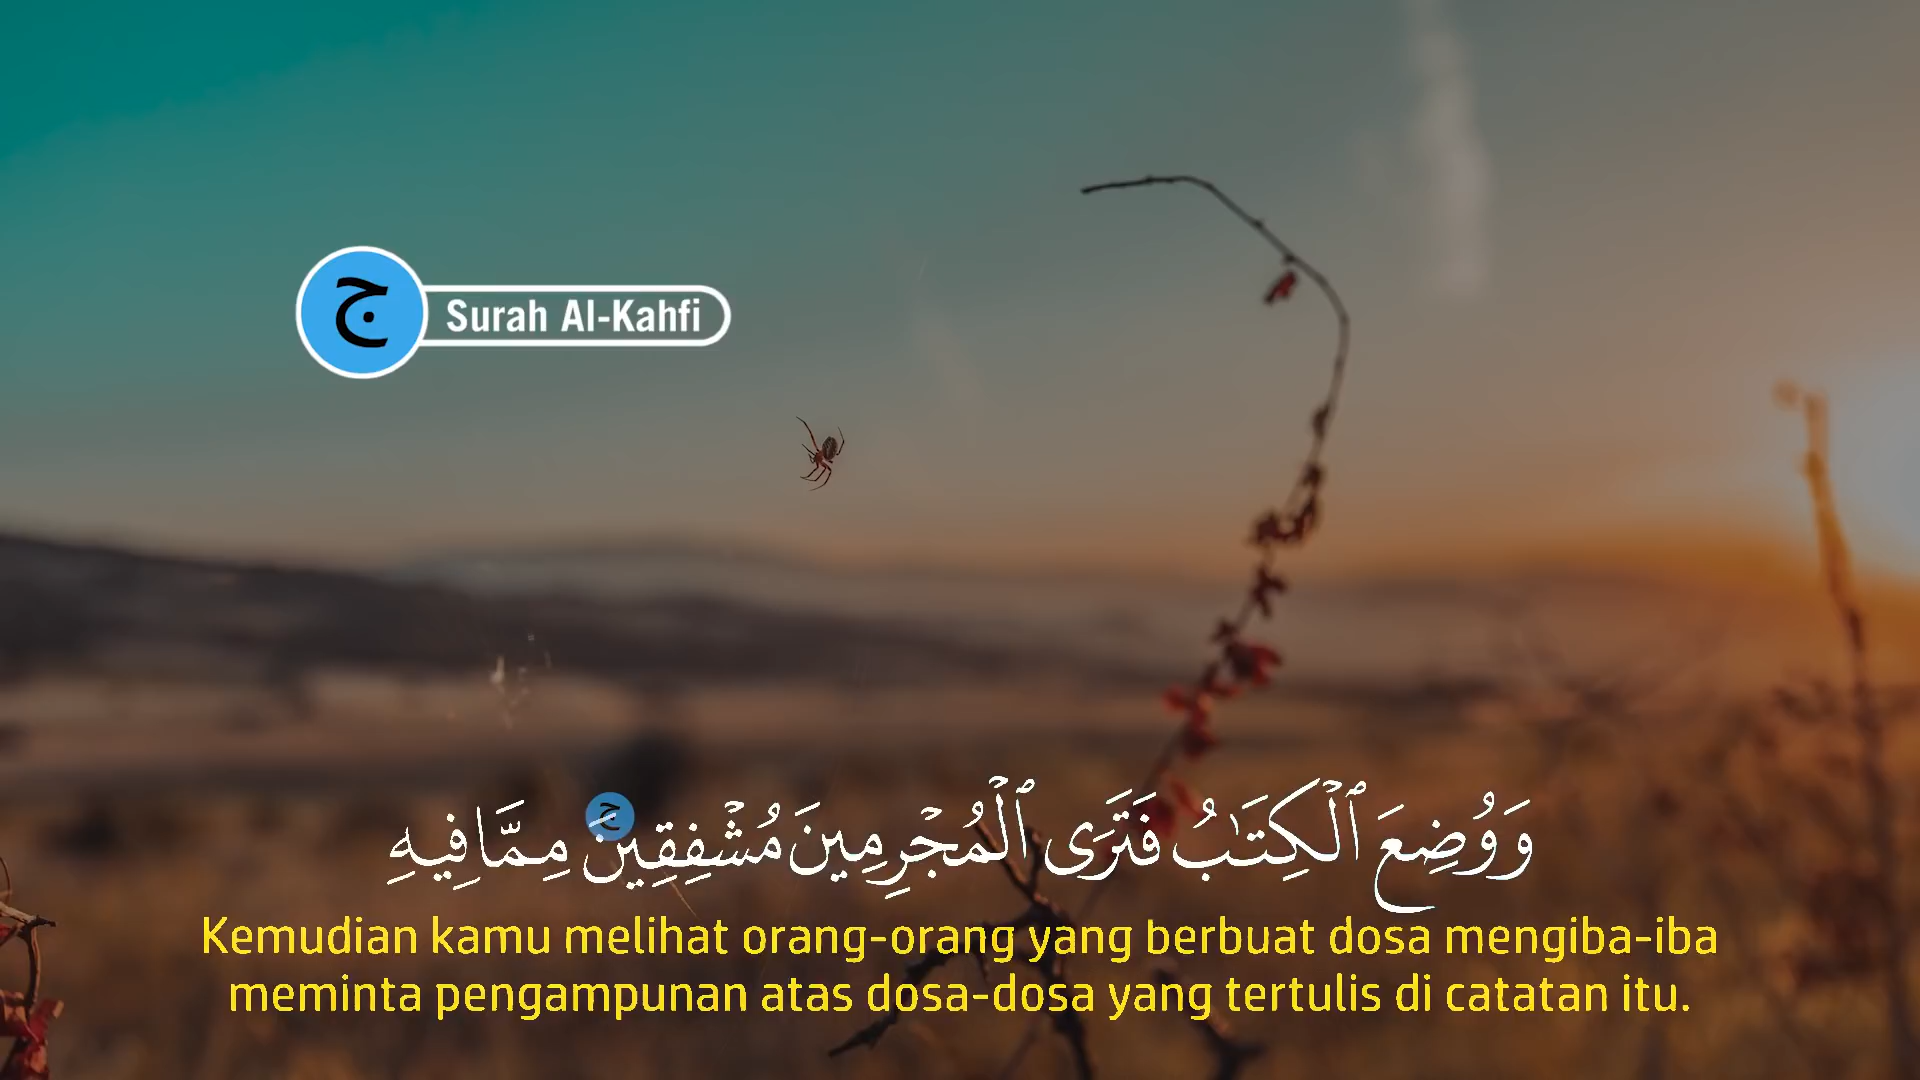 ج
Surah Al-Kahfi
ج
وَوُضِعَ ٱلْكِتَـٰبُ فَتَرَى ٱلْمُجْرِمِينَ مُشْفِقِينَ مِمَّا فِيهِ
Kemudian kamu melihat orang-orang yang berbuat dosa mengiba-iba
meminta pengampunan atas dosa-dosa yang tertulis di catatan itu.